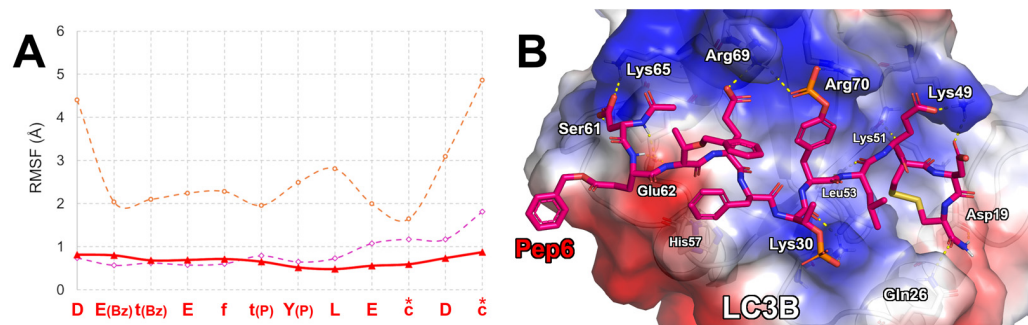 A
6
5
4
3
2
1
0
RMSF (Å)
D E(Bz) t(Bz) E f t(P) Y(P) L E c* D c*
B
Arg69
Lys65
Arg70
Lys49
Ser61
Lys51
Glu62
Leu53
Asp19
Pep6
His57
Lys30
Gln26
LC3B